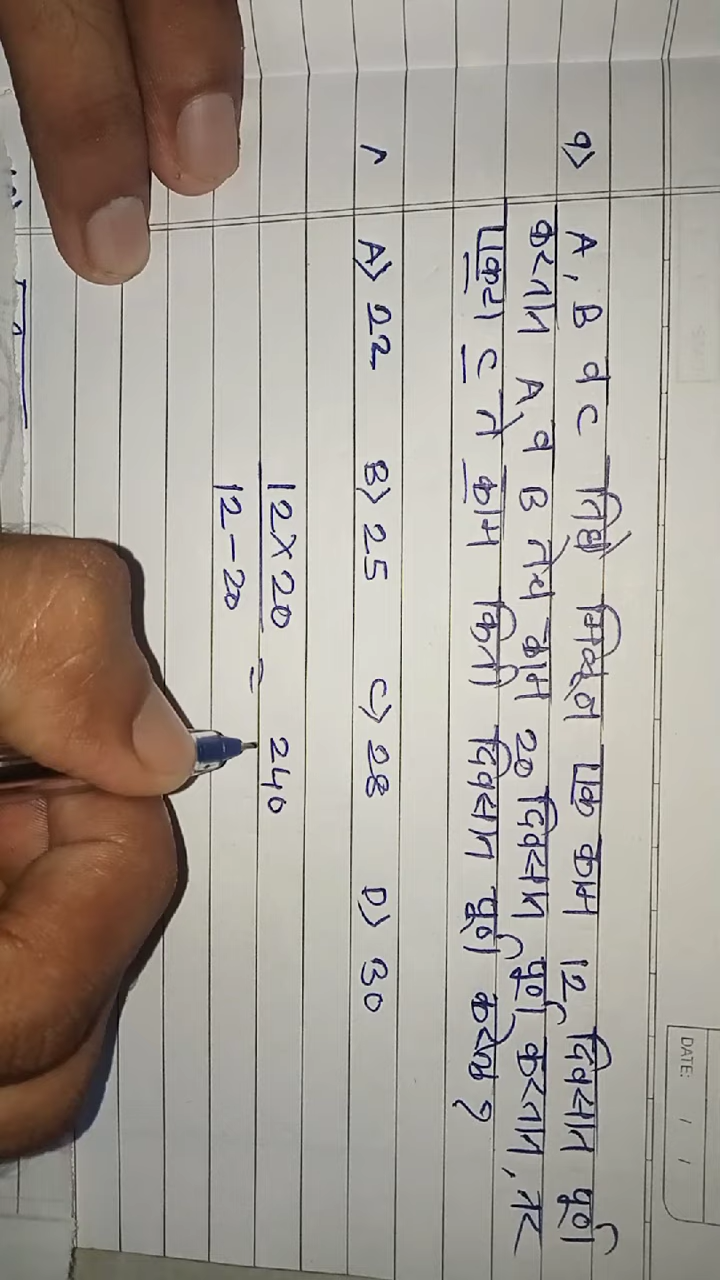 DATE: / /
9) A, B व C तिघे मिळून एक काम 12 दिवसात पूर्ण
करतात A, व B तेच काम 20 दिवसात पूर्ण करतात, तर
एकटा C ते काम किती दिवसात पूर्ण करेल ?
A) 22 B) 25 C) 28 D) 30
12 × 20 = 240
12 - 20